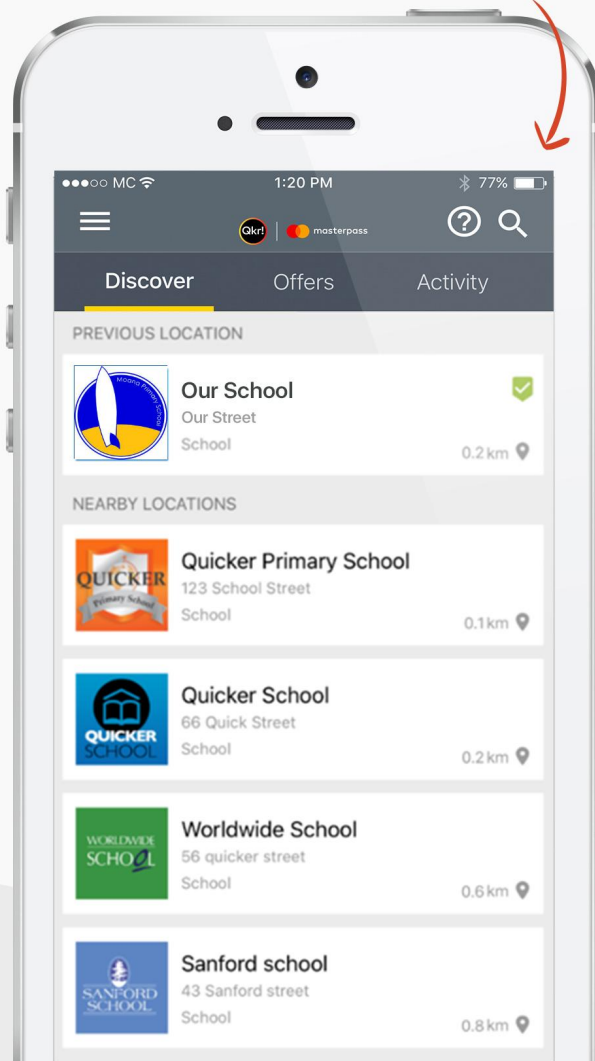 MC 1:20 PM 77%
Qkr! masterpass
Discover Offers Activity
PREVIOUS LOCATION
Moana Primary School
Our School
Our Street
School
0.2 km
NEARBY LOCATIONS
QUICKER
Primary School
Quicker Primary School
123 School Street
School
0.1 km
QUICKER
SCHOOL
Quicker School
66 Quick Street
School
0.2 km
WORLDWIDE
SCHOOL
Worldwide School
56 quicker street
School
0.6 km
SANFORD
SCHOOL
Sanford school
43 Sanford street
School
0.8 km